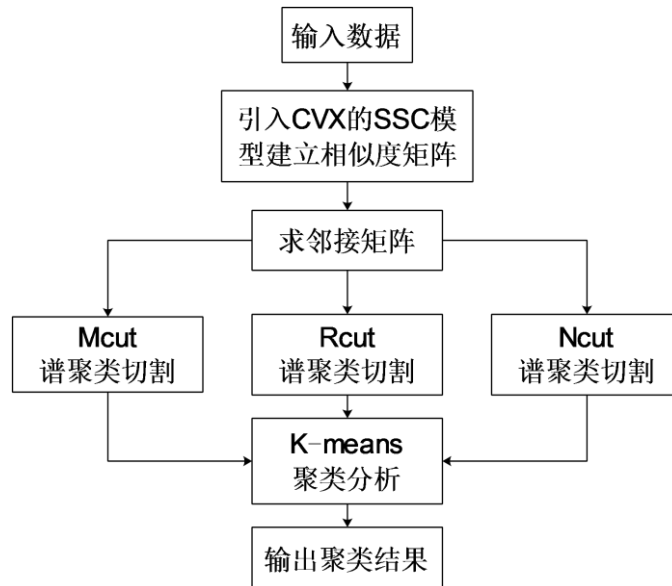 输入数据
引入CVX的SSC模
型建立相似度矩阵
求邻接矩阵
Mcut
谱聚类切割
Rcut
谱聚类切割
Ncut
谱聚类切割
K-means
聚类分析
输出聚类结果